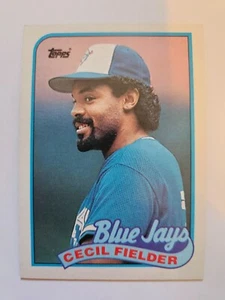 Topps
Blue Jays
CECIL FIELDER